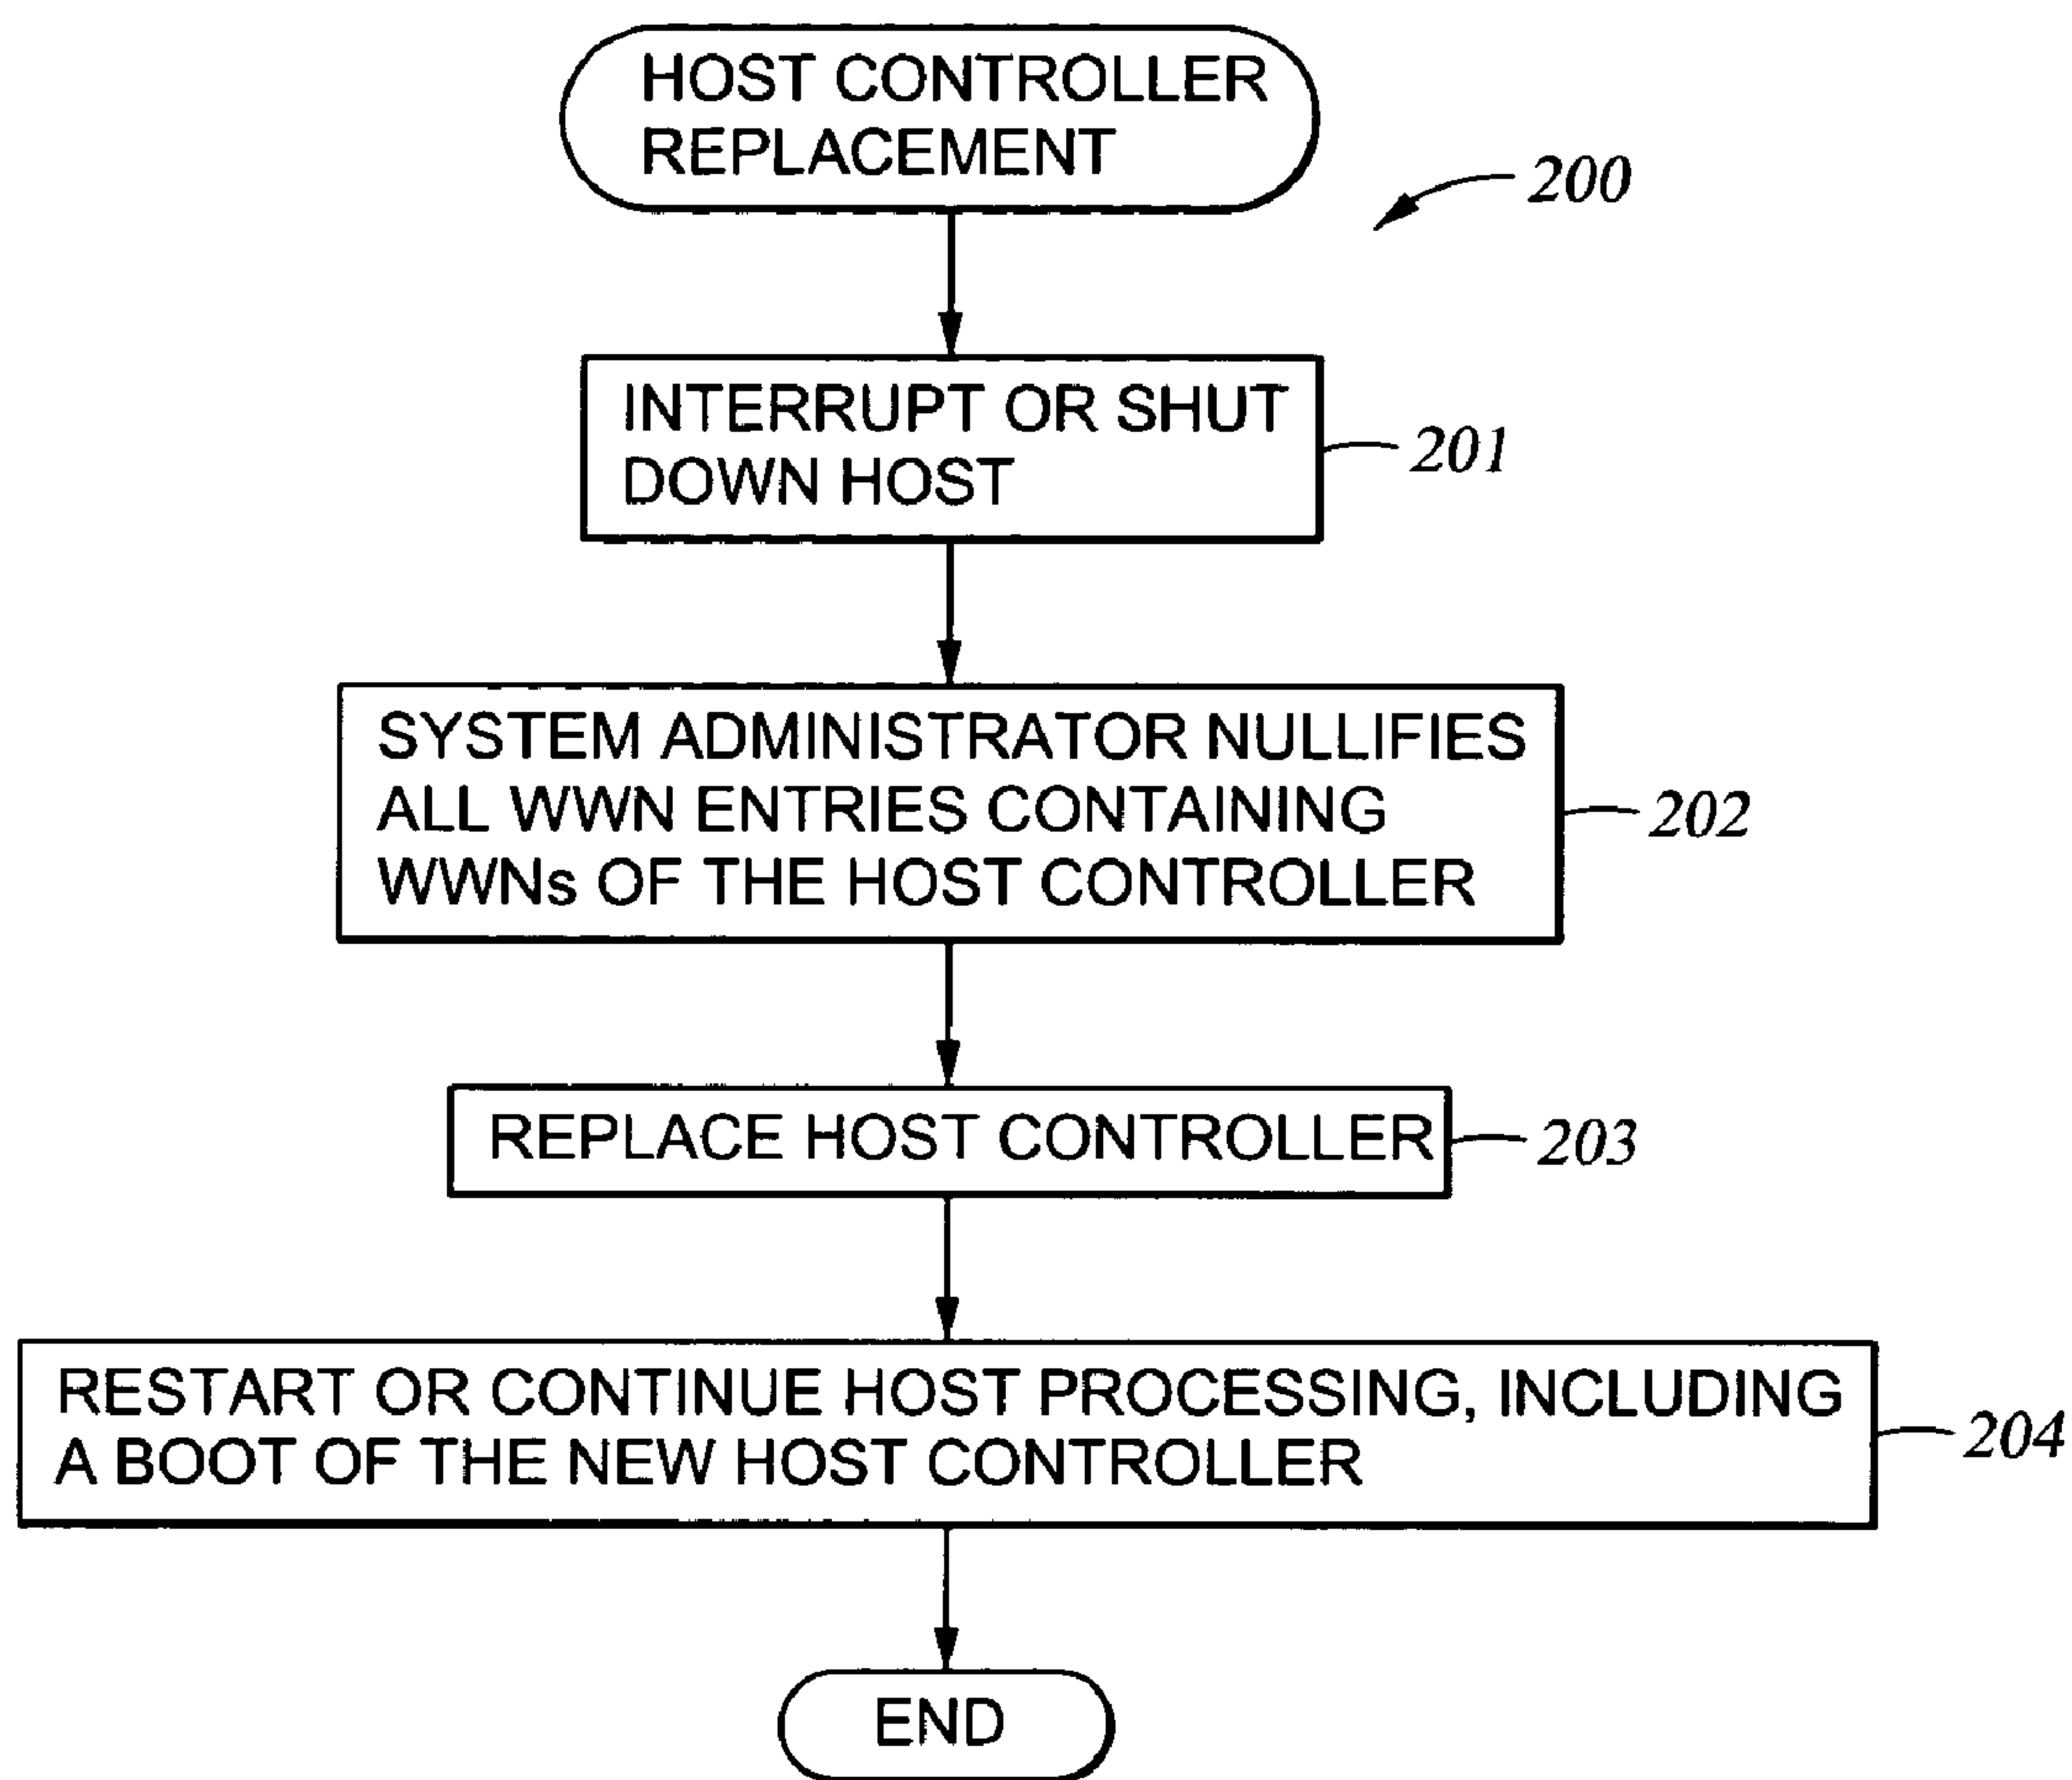 HOST CONTROLLER
REPLACEMENT
200
INTERRUPT OR SHUT
DOWN HOST
201
SYSTEM ADMINISTRATOR NULLIFIES
ALL WWN ENTRIES CONTAINING
WWNs OF THE HOST CONTROLLER
202
REPLACE HOST CONTROLLER
203
RESTART OR CONTINUE HOST PROCESSING, INCLUDING
A BOOT OF THE NEW HOST CONTROLLER
204
END